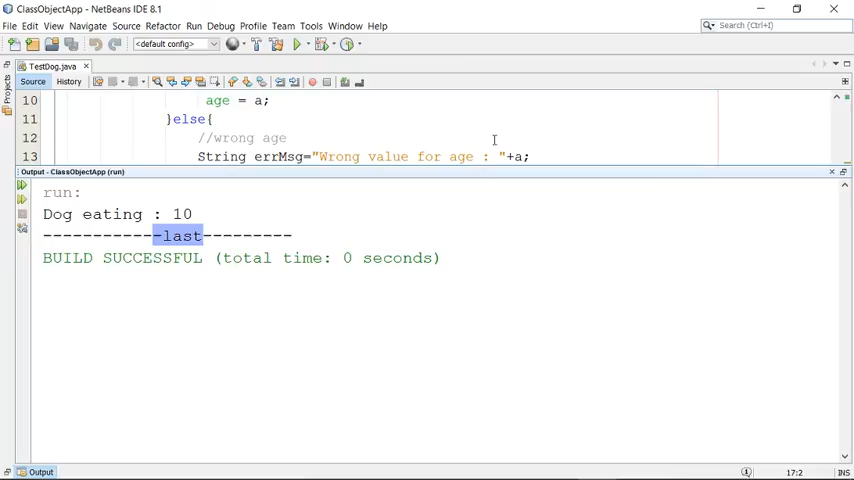 ClassObjectApp - NetBeans IDE 8.1
File Edit View Navigate Source Refactor Run Debug Profile Team Tools Window Help
Search (Ctrl+I)
<default config>
TestDog.java
Source History
Projects
10 age = a;
11 }else{
12 //wrong age
13 String errMsg="Wrong value for age : "+a;
Output - ClassObjectApp (run)
run:
Dog eating : 10
------------last---------
BUILD SUCCESSFUL (total time: 0 seconds)
Output
17:2 INS